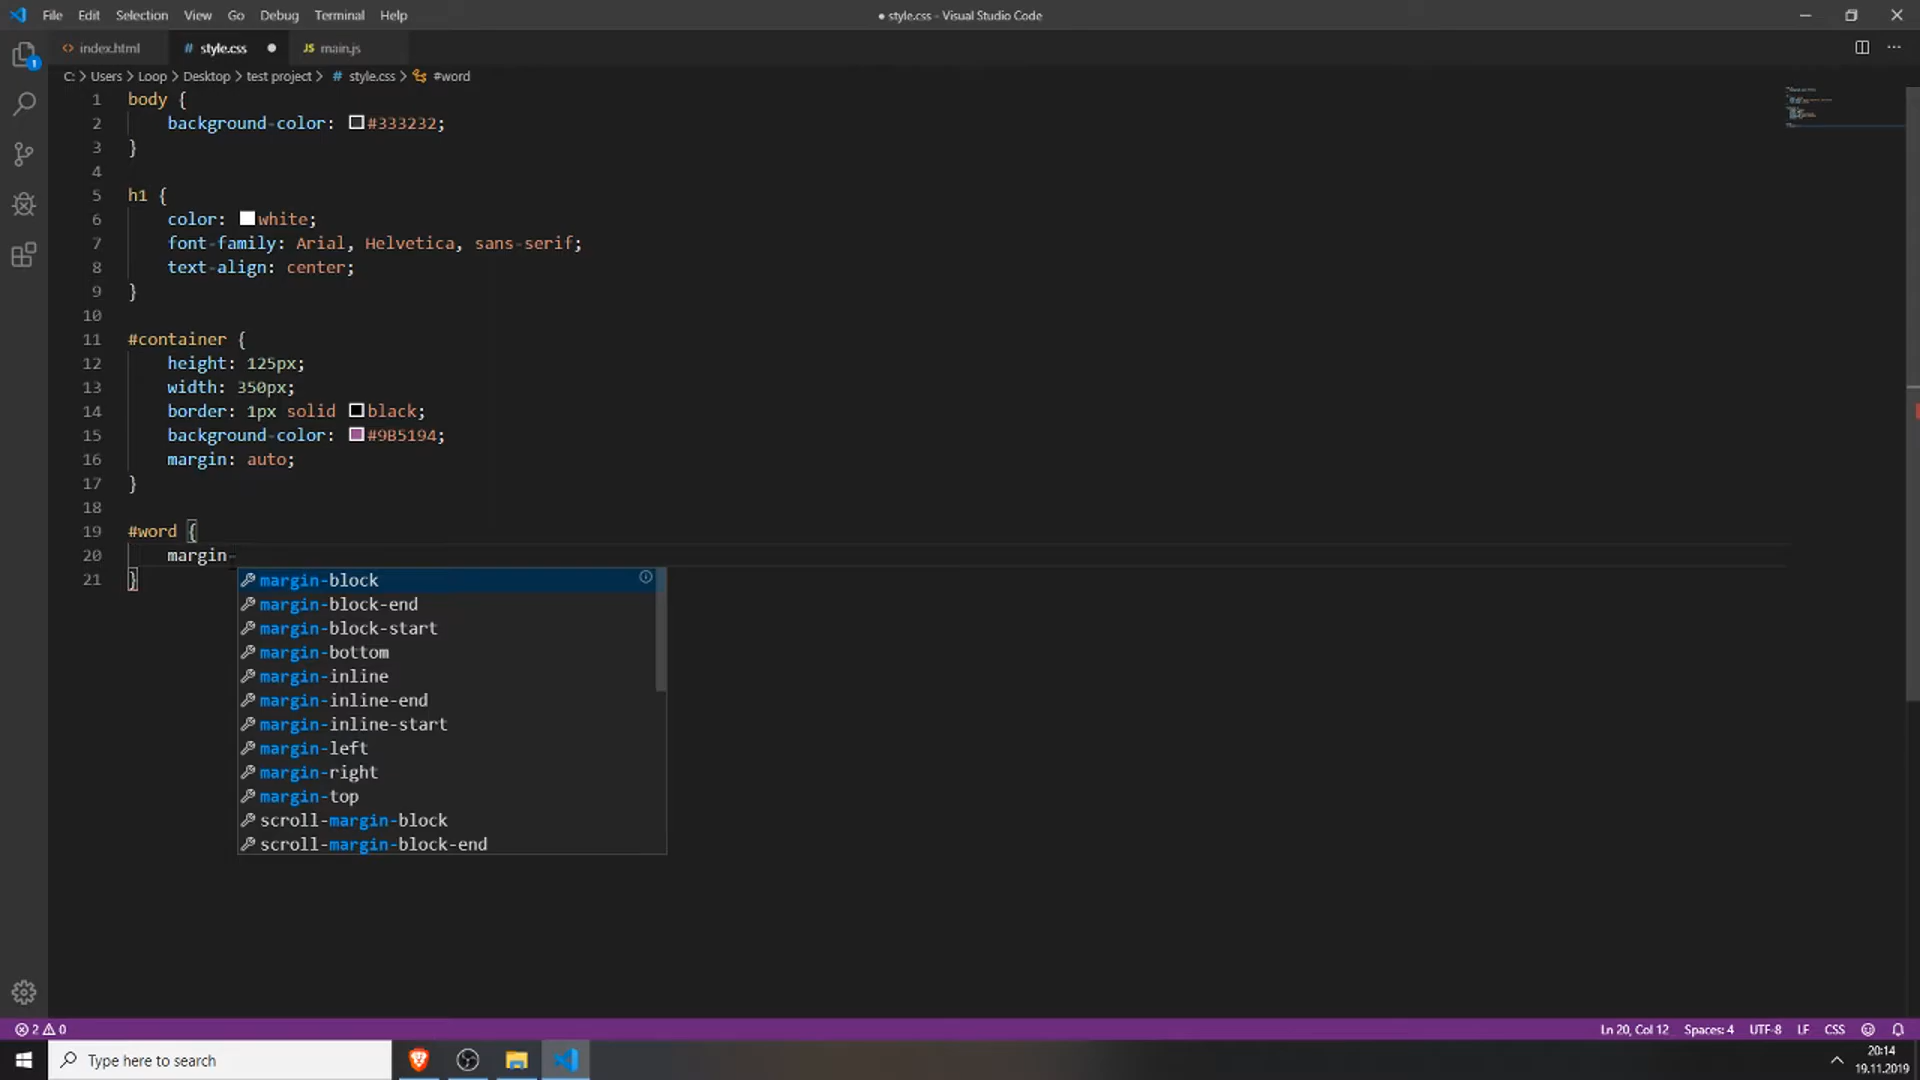 File Edit Selection View Go Debug Terminal Help
● style.css - Visual Studio Code
<> index.html # style.css ● JS main.js
1
C: > Users > Loop > Desktop > test project > # style.css > #word
1 body {
2 background-color: #333232;
3 }
4
5 h1 {
6 color: white;
7 font-family: Arial, Helvetica, sans-serif;
8 text-align: center;
9 }
10
11 #container {
12 height: 125px;
13 width: 350px;
14 border: 1px solid black;
15 background-color: #9B5194;
16 margin: auto;
17 }
18
19 #word {
20 margin-
21 }
margin-block
margin-block-end
margin-block-start
margin-bottom
margin-inline
margin-inline-end
margin-inline-start
margin-left
margin-right
margin-top
scroll-margin-block
scroll-margin-block-end
2 0
Ln 20, Col 12 Spaces: 4 UTF-8 LF CSS
Type here to search
20:14
19.11.2019